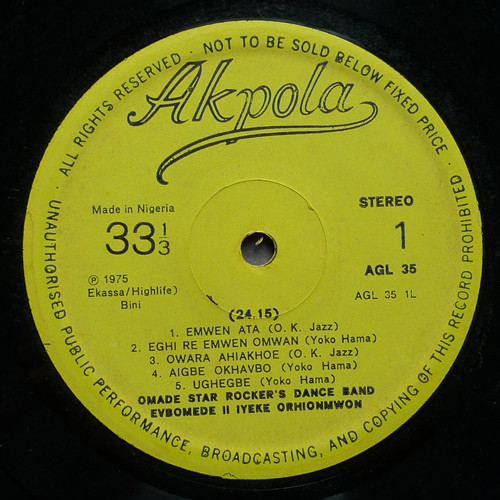 · ALL RIGHTS RESERVED · NOT TO BE SOLD BELOW FIXED PRICE ·
Akpola
Made in Nigeria
33 1/3
℗ 1975
Ekassa/Highlife)
Bini
STEREO
1
AGL 35
AGL 35 1L
(24.15)
1. EMWEN ATA (O. K. Jazz)
2. EGHI RE EMWEN OMWAN (Yoko Hama)
3. OWARA AHIAKHOE (O. K. Jazz)
4. AIGBE OKHAVBO (Yoko Hama)
5. UGHEGBE (Yoko Hama)
OMADE STAR ROCKER'S DANCE BAND
EVBOMEDE II IYEKE ORHIONMWON
UNAUTHORISED PUBLIC PERFORMANCE, BROADCASTING, AND COPYING OF THIS RECORD PROHIBITED ·